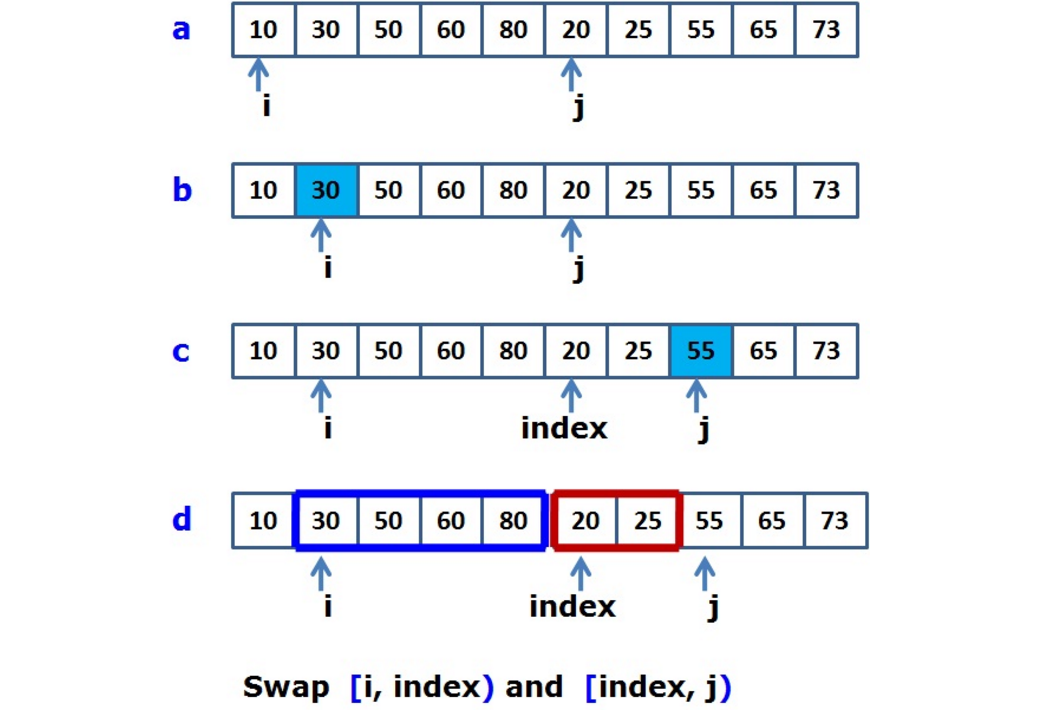 a 10 30 50 60 80 20 25 55 65 73
i j
b 10 30 50 60 80 20 25 55 65 73
i j
c 10 30 50 60 80 20 25 55 65 73
i index j
d 10 30 50 60 80 20 25 55 65 73
i index j
Swap [i, index) and [index, j)